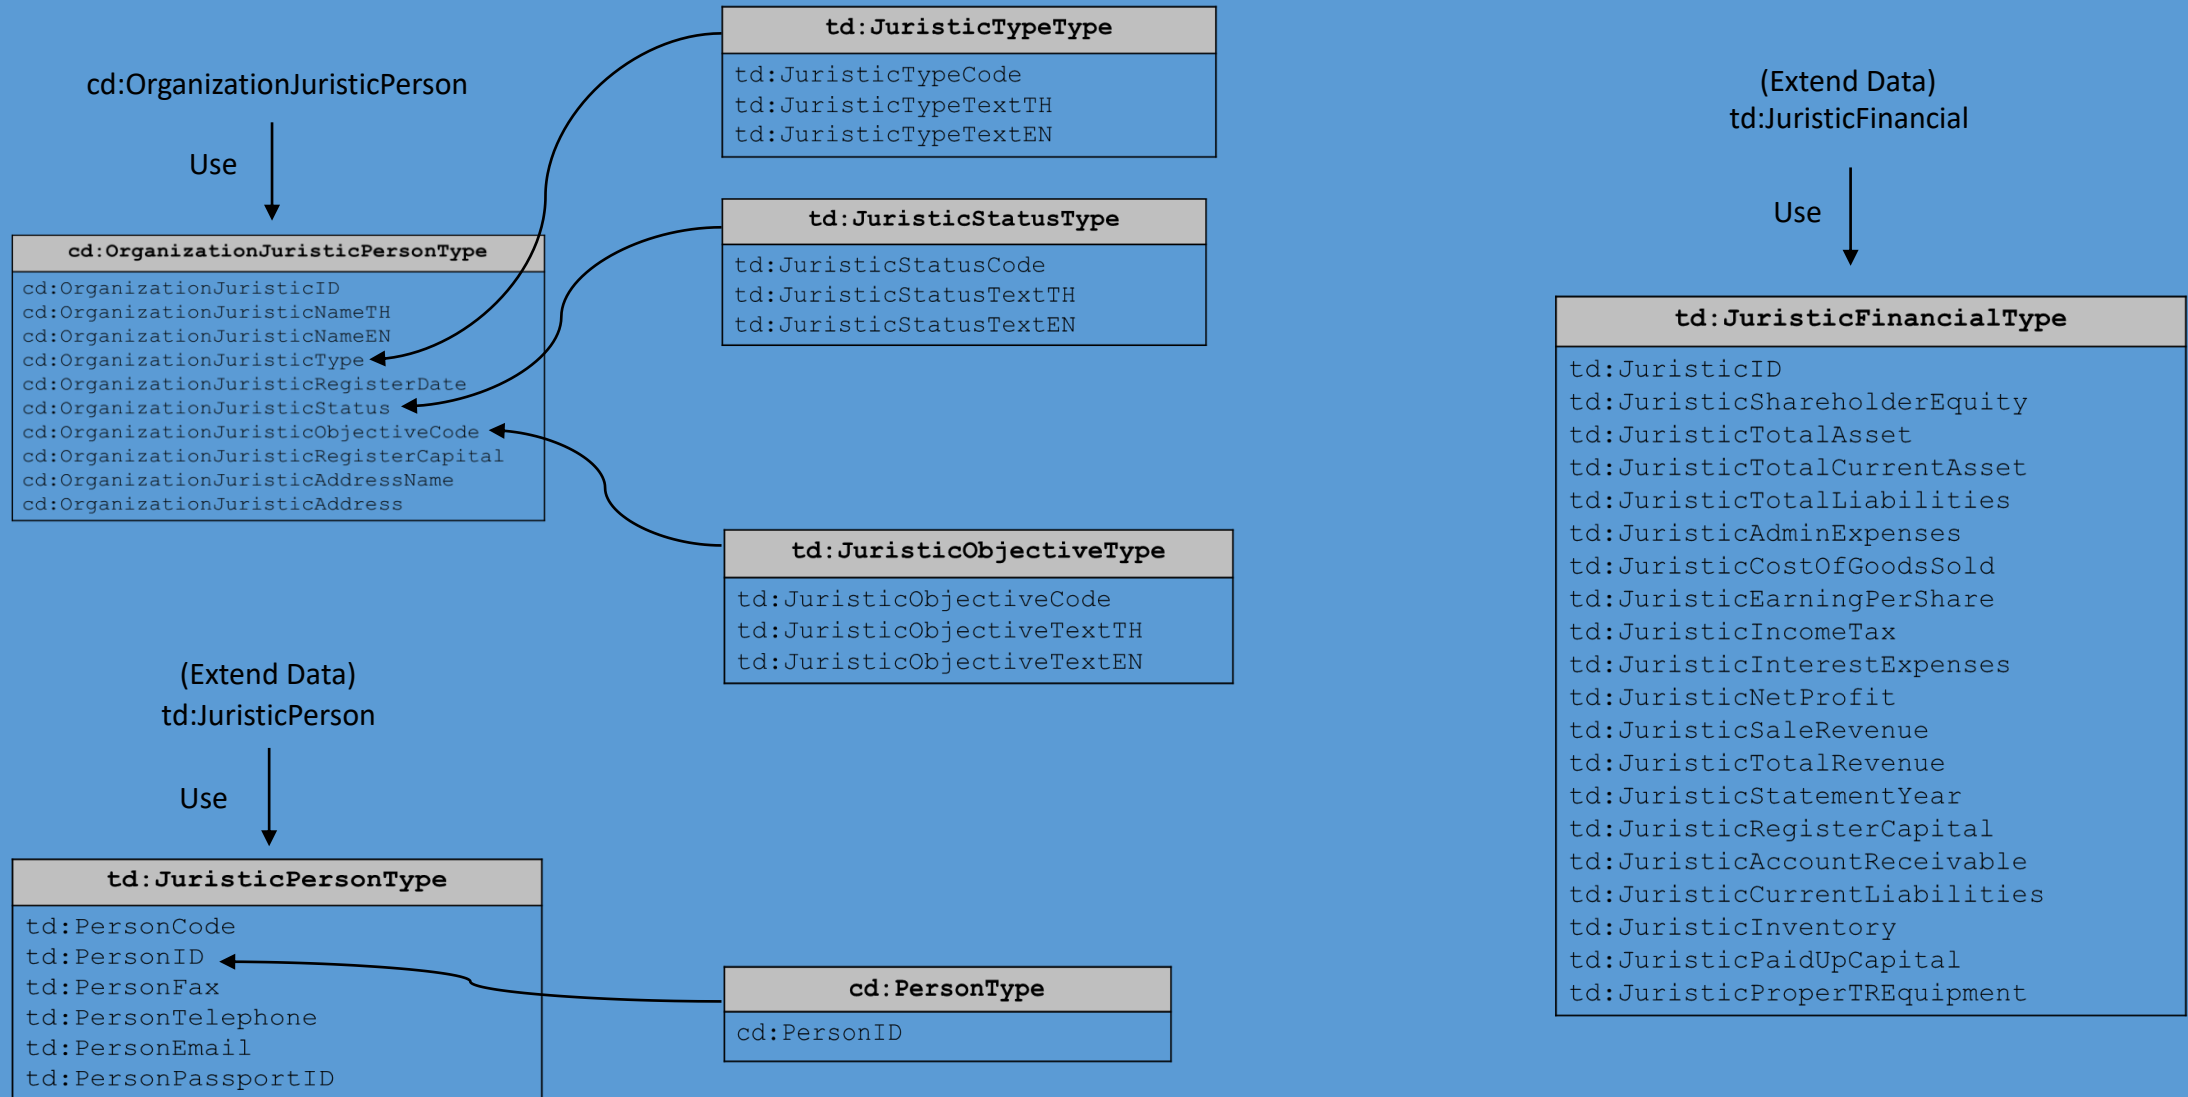 cd:OrganizationJuristicPerson
Use
cd:OrganizationJuristicPersonType
cd:OrganizationJuristicID
cd:OrganizationJuristicNameTH
cd:OrganizationJuristicNameEN
cd:OrganizationJuristicType
cd:OrganizationJuristicRegisterDate
cd:OrganizationJuristicStatus
cd:OrganizationJuristicObjectiveCode
cd:OrganizationJuristicRegisterCapital
cd:OrganizationJuristicAddressName
cd:OrganizationJuristicAddress
(Extend Data)
td:JuristicPerson
Use
td:JuristicPersonType
td:PersonCode
td:PersonID
td:PersonFax
td:PersonTelephone
td:PersonEmail
td:PersonPassportID
td:JuristicTypeType
td:JuristicTypeCode
td:JuristicTypeTextTH
td:JuristicTypeTextEN
td:JuristicStatusType
td:JuristicStatusCode
td:JuristicStatusTextTH
td:JuristicStatusTextEN
td:JuristicObjectiveType
td:JuristicObjectiveCode
td:JuristicObjectiveTextTH
td:JuristicObjectiveTextEN
cd:PersonType
cd:PersonID
(Extend Data)
td:JuristicFinancial
Use
td:JuristicFinancialType
td:JuristicID
td:JuristicShareholderEquity
td:JuristicTotalAsset
td:JuristicTotalCurrentAsset
td:JuristicTotalLiabilities
td:JuristicAdminExpenses
td:JuristicCostOfGoodsSold
td:JuristicEarningPerShare
td:JuristicIncomeTax
td:JuristicInterestExpenses
td:JuristicNetProfit
td:JuristicSaleRevenue
td:JuristicTotalRevenue
td:JuristicStatementYear
td:JuristicRegisterCapital
td:JuristicAccountReceivable
td:JuristicCurrentLiabilities
td:JuristicInventory
td:JuristicPaidUpCapital
td:JuristicProperTREquipment